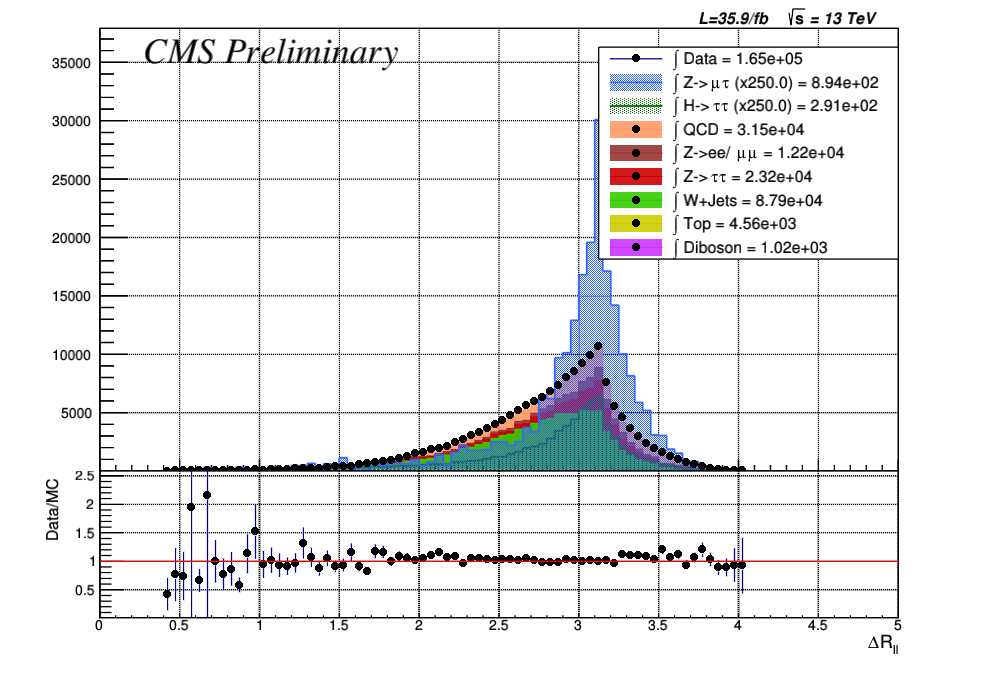 L=35.9/fb √s = 13 TeV
CMS Preliminary
∫ Data = 1.65e+05
∫ Z-> μτ (x250.0) = 8.94e+02
∫ H-> ττ (x250.0) = 2.91e+02
∫ QCD = 3.15e+04
∫ Z->ee/ μμ = 1.22e+04
∫ Z-> ττ = 2.32e+04
∫ W+Jets = 8.79e+04
∫ Top = 4.56e+03
∫ Diboson = 1.02e+03
35000
30000
25000
20000
15000
10000
5000
Data/MC
2.5
2
1.5
1
0.5
0 0.5 1 1.5 2 2.5 3 3.5 4 4.5 5
ΔR_ll